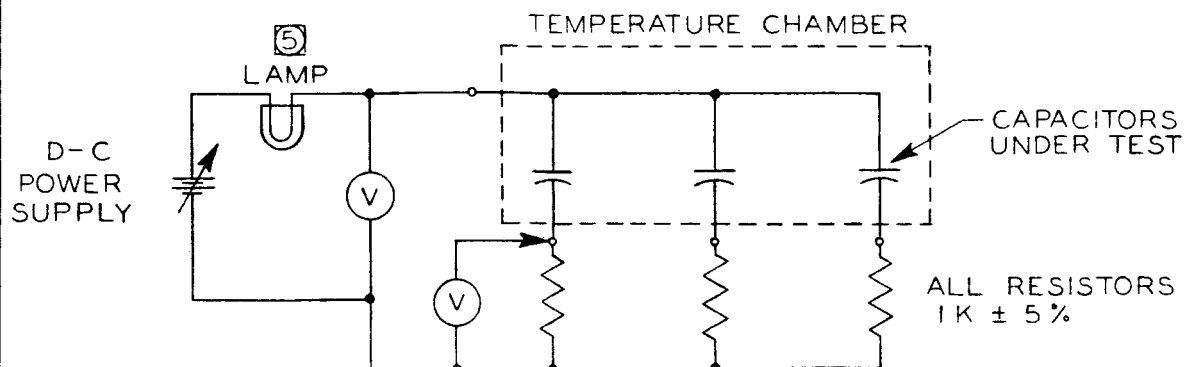 TEMPERATURE CHAMBER
5
LAMP
D-C
POWER
SUPPLY
V
CAPACITORS
UNDER TEST
V
ALL RESISTORS
1K ± 5%